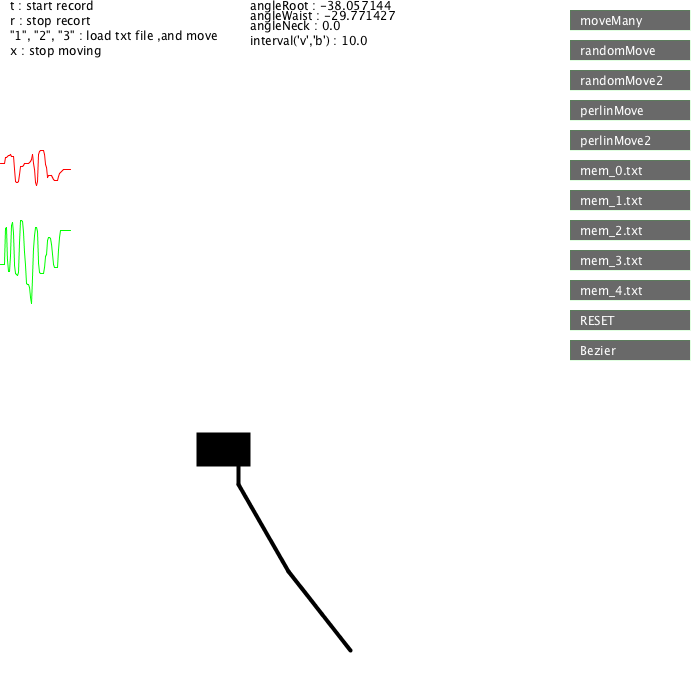 t : start record
r : stop recort
"1", "2", "3" : load txt file ,and move
x : stop moving
angleRoot : -38.057144
angleWaist : -29.771427
angleNeck : 0.0
interval('v','b') : 10.0
moveMany
randomMove
randomMove2
perlinMove
perlinMove2
mem_0.txt
mem_1.txt
mem_2.txt
mem_3.txt
mem_4.txt
RESET
Bezier